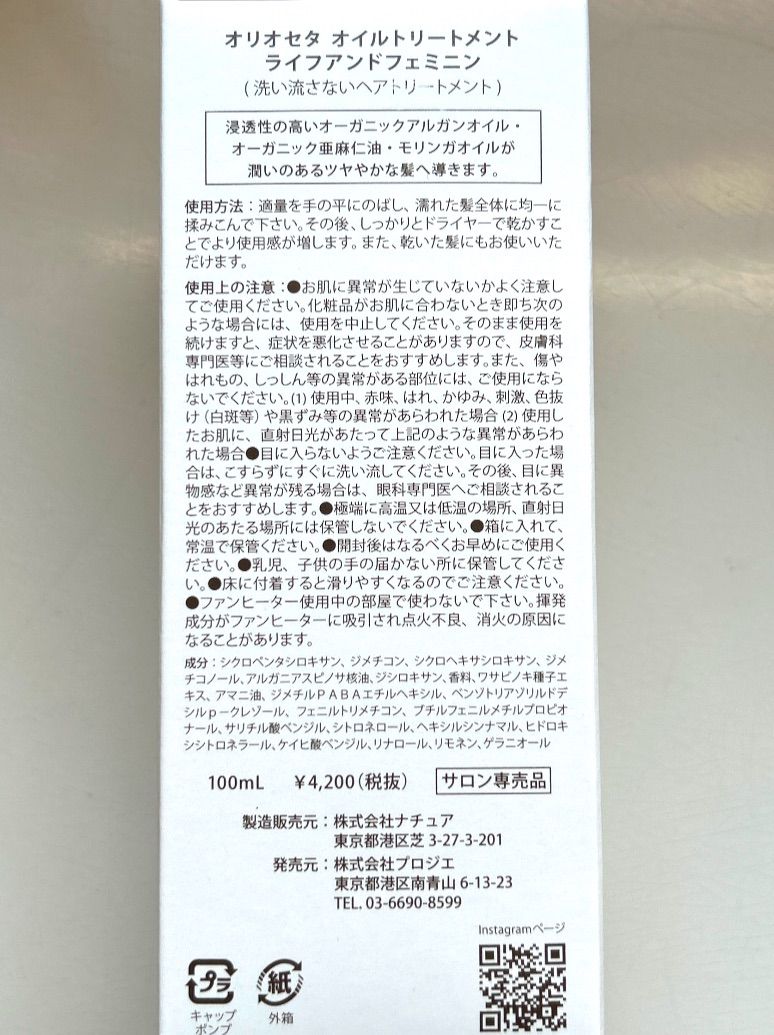 オリオセタ オイルトリートメント
ライフアンドフェミニン
(洗い流さないヘアトリートメント)
浸透性の高いオーガニックアルガンオイル・
オーガニック亜麻仁油・モリンガオイルが
潤いのあるツヤやかな髪へ導きます。
使用方法：適量を手の平にのばし、濡れた髪全体に均一に
揉みこんで下さい。その後、しっかりとドライヤーで乾かすこ
とでより使用感が増します。また、乾いた髪にもお使いいた
だけます。
使用上の注意：●お肌に異常が生じていないかよく注意し
てご使用ください。化粧品がお肌に合わないとき即ち次の
ような場合には、使用を中止してください。そのまま使用を
続けますと、症状を悪化させることがありますので、皮膚科
専門医等にご相談されることをおすすめします。また、傷や
はれもの、しっしん等の異常がある部位には、ご使用になら
ないでください。(1) 使用中、赤味、はれ、かゆみ、刺激、色抜
け（白斑等）や黒ずみ等の異常があらわれた場合 (2) 使用し
たお肌に、直射日光があたって上記のような異常があらわ
れた場合●目に入らないようご注意ください。目に入った場
合は、こすらずにすぐに洗い流してください。その後、目に異
物感など異常が残る場合は、眼科専門医へご相談されるこ
とをおすすめします。●極端に高温又は低温の場所、直射日
光のあたる場所には保管しないでください。●箱に入れて、
常温で保管ください。●開封後はなるべくお早めにご使用く
ださい。●乳児、子供の手の届かない所に保管してくださ
い。●床に付着すると滑りやすくなるのでご注意ください。
●ファンヒーター使用中の部屋で使わないで下さい。揮発
成分がファンヒーターに吸引され点火不良、消火の原因に
なることがあります。
成分：シクロペンタシロキサン、ジメチコン、シクロヘキサシロキサン、ジメ
チコノール、アルガニアスピノサ核油、ジシロキサン、香料、ワサビノキ種子エ
キス、アマニ油、ジメチルＰＡＢＡエチルヘキシル、ベンゾトリアゾリルドデ
シルｐ－クレゾール、フェニルトリメチコン、ブチルフェニルメチルプロピオ
ナール、サリチル酸ベンジル、シトロネロール、ヘキシルシンナマル、ヒドロキ
シシトロネラール、ケイヒ酸ベンジル、リナロール、リモネン、ゲラニオール
100mL ￥4,200（税抜） サロン専売品
製造販売元：株式会社ナチュア
東京都港区芝 3-27-3-201
発売元：株式会社プロジエ
東京都港区南青山 6-13-23
TEL. 03-6690-8599
Instagramページ
プラ
紙
キャップ
ポンプ
外箱